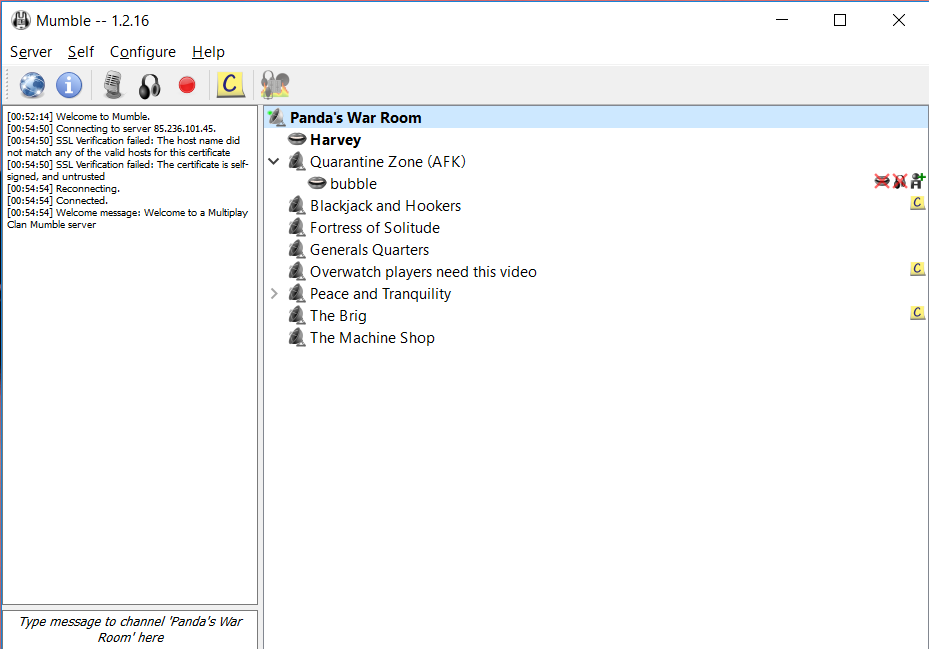 Mumble -- 1.2.16
Server Self Configure Help
C
[00:52:14] Welcome to Mumble.
[00:54:50] Connecting to server 85.236.101.45.
[00:54:50] SSL Verification failed: The host name did
not match any of the valid hosts for this certificate
[00:54:50] SSL Verification failed: The certificate is self-
signed, and untrusted
[00:54:54] Reconnecting.
[00:54:54] Connected.
[00:54:54] Welcome message: Welcome to a Multiplay
Clan Mumble server
Type message to channel 'Panda's War
Room' here
Panda's War Room
Harvey
Quarantine Zone (AFK)
bubble
Blackjack and Hookers C
Fortress of Solitude
Generals Quarters
Overwatch players need this video C
Peace and Tranquility
The Brig C
The Machine Shop